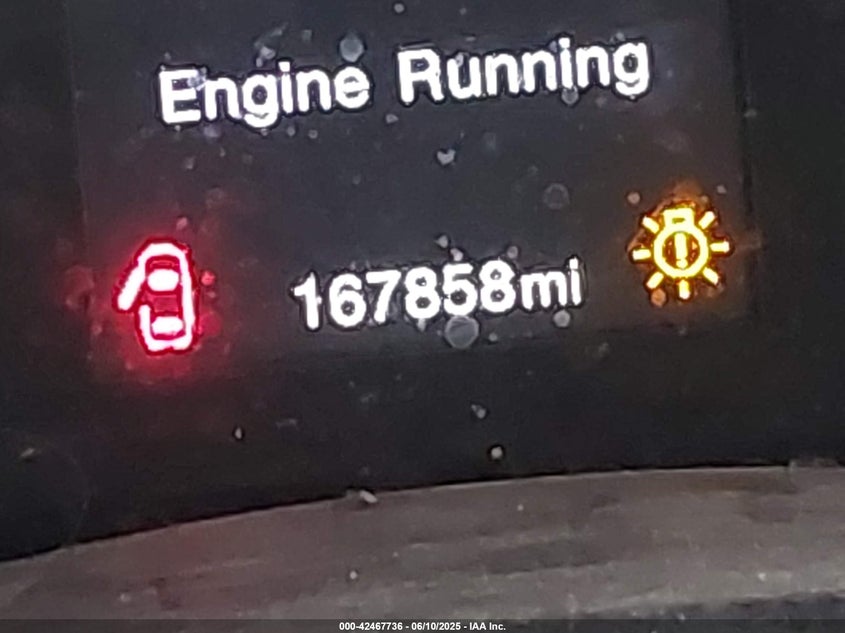 Engine Running
167858mi
000-42467736 - 06/10/2025 - IAA Inc.